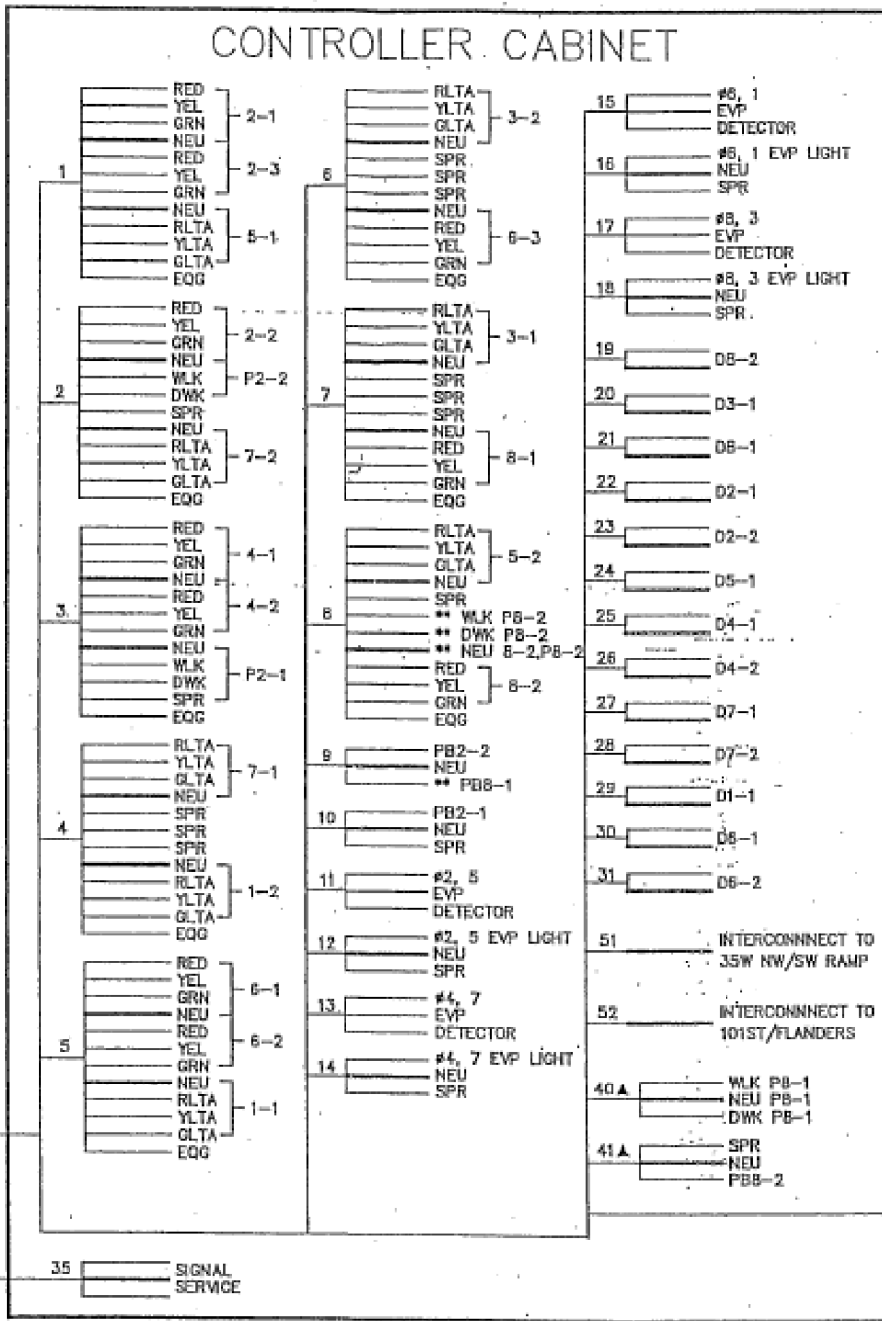 CONTROLLER CABINET
1
RED
YEL
GRN
NEU
2-1
RED
YEL
GRN
2-3
NEU
RLTA
YLTA
GLTA
5-1
EQG
2
RED
YEL
GRN
2-2
NEU
WLK
DWK
P2-2
SPR
NEU
RLTA
YLTA
GLTA
7-2
EQG
3
RED
YEL
GRN
4-1
NEU
RED
YEL
GRN
4-2
NEU
WLK
DWK
SPR
P2-1
EQG
4
RLTA
YLTA
GLTA
NEU
7-1
SPR
SPR
SPR
NEU
RLTA
YLTA
GLTA
1-2
EQG
5
RED
YEL
GRN
6-1
NEU
RED
YEL
GRN
6-2
NEU
RLTA
YLTA
GLTA
1-1
EQG
35
SIGNAL
SERVICE
6
RLTA
YLTA
GLTA
NEU
3-2
SPR
SPR
SPR
NEU
RED
YEL
GRN
6-3
EQG
7
RLTA
YLTA
GLTA
NEU
3-1
SPR
SPR
SPR
NEU
RED
YEL
GRN
8-1
EQG
8
RLTA
YLTA
GLTA
NEU
5-2
SPR
** WLK P8-2
** DWK P8-2
** NEU 8-2,P8-2
RED
YEL
GRN
8-2
EQG
9
PB2-2
NEU
** PB8-1
10
PB2-1
NEU
SPR
11
ø2, 5
EVP
DETECTOR
12
ø2, 5 EVP LIGHT
NEU
SPR
13
ø4, 7
EVP
DETECTOR
14
ø4, 7 EVP LIGHT
NEU
SPR
15
ø6, 1
EVP
DETECTOR
16
ø6, 1 EVP LIGHT
NEU
SPR
17
ø8, 3
EVP
DETECTOR
18
ø8, 3 EVP LIGHT
NEU
SPR
19
D8-2
20
D3-1
21
D8-1
22
D2-1
23
D2-2
24
D5-1
25
D4-1
26
D4-2
27
D7-1
28
D7-2
29
D1-1
30
D6-1
31
D6-2
51
INTERCONNNECT TO
35W NW/SW RAMP
52
INTERCONNNECT TO
101ST/FLANDERS
40▲
WLK P8-1
NEU P8-1
DWK P8-1
41▲
SPR
NEU
PB8-2